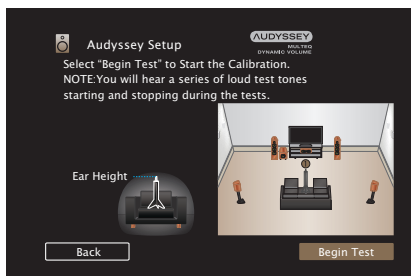 Audyssey Setup
AUDYSSEY
MULTEQ
DYNAMIC VOLUME
Select “Begin Test” to Start the Calibration.
NOTE:You will hear a series of loud test tones
starting and stopping during the tests.
Ear Height
Back
Begin Test